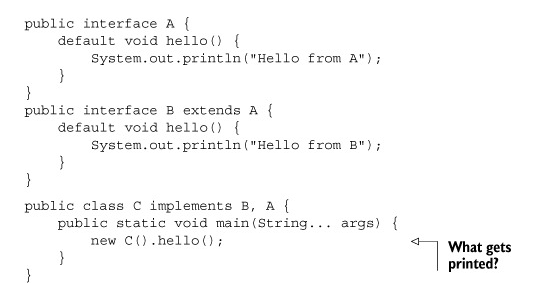 public interface A {
    default void hello() {
        System.out.println("Hello from A");
    }
}
public interface B extends A {
    default void hello() {
        System.out.println("Hello from B");
    }
}
public class C implements B, A {
    public static void main(String... args) {
        new C().hello();
    }
}
What gets
printed?